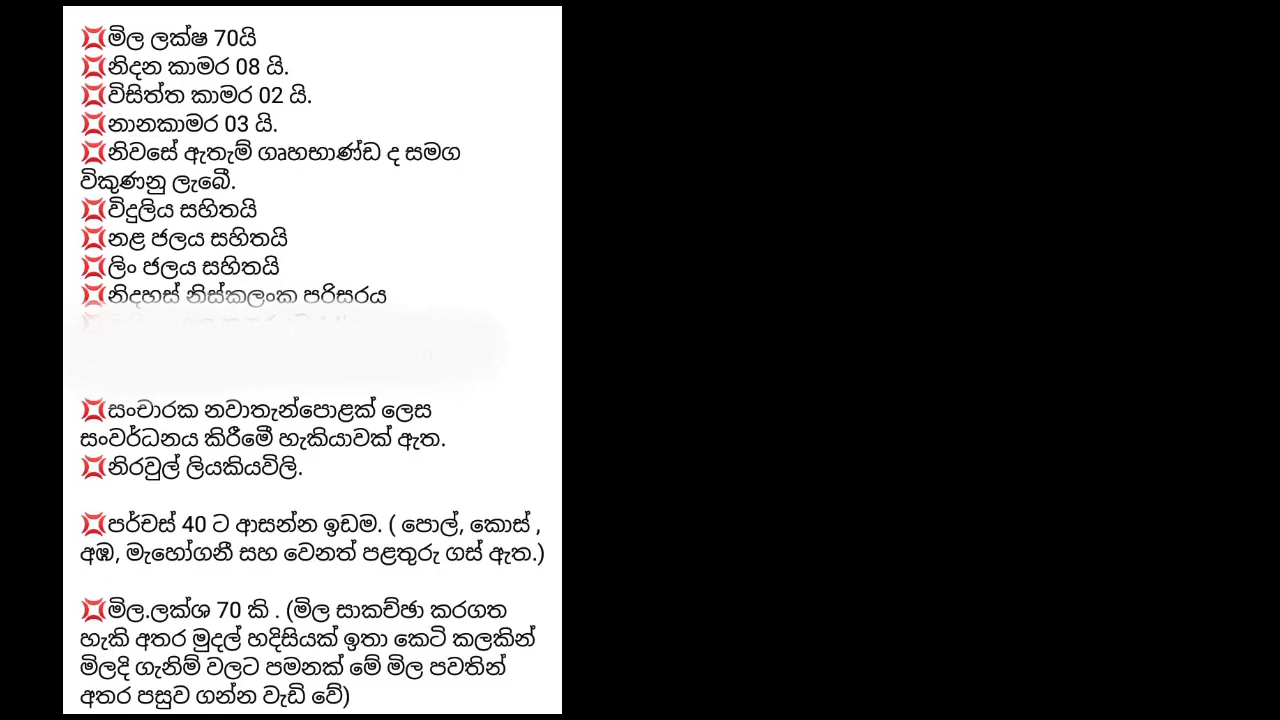 💢මිල ලක්ෂ 70යි
💢නිදන කාමර 08 යි.
💢විසිත්ත කාමර 02 යි.
💢නානකාමර 03 යි.
💢නිවසේ ඇතැම් ගෘහභාණ්ඩ ද සමග
විකුණනු ලැබේ.
💢විදුලිය සහිතයි
💢නළ ජලය සහිතයි
💢ලිං ජලය සහිතයි
💢නිදහස් නිස්කලංක පරිසරය
💢සංචාරක නවාතැන්පොළක් ලෙස
සංවර්ධනය කිරීමේ හැකියාවක් ඇත.
💢නිරවුල් ලියකියවිලි.
💢පර්චස් 40 ට ආසන්න ඉඩම. ( පොල්, කොස් ,
අඹ, මැහෝගනී සහ වෙනත් පළතුරු ගස් ඇත.)
💢මිල.ලක්ශ 70 කි . (මිල සාකච්ඡා කරගත
හැකි අතර මුදල් හදිසියක් ඉතා කෙටි කලකින්
මිලදි ගැනිම් වලට පමනක් මේ මිල පවතින්
අතර පසුව ගන්න වැඩි වේ)